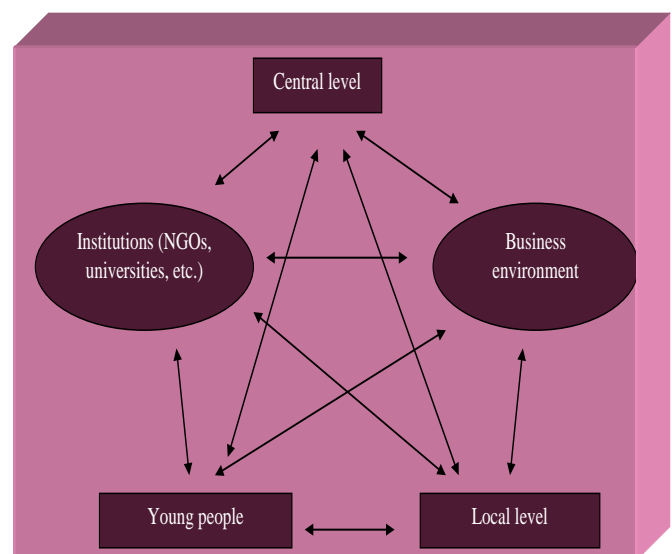 Central level
Institutions (NGOs,
universities, etc.)
Business
environment
Young people
Local level